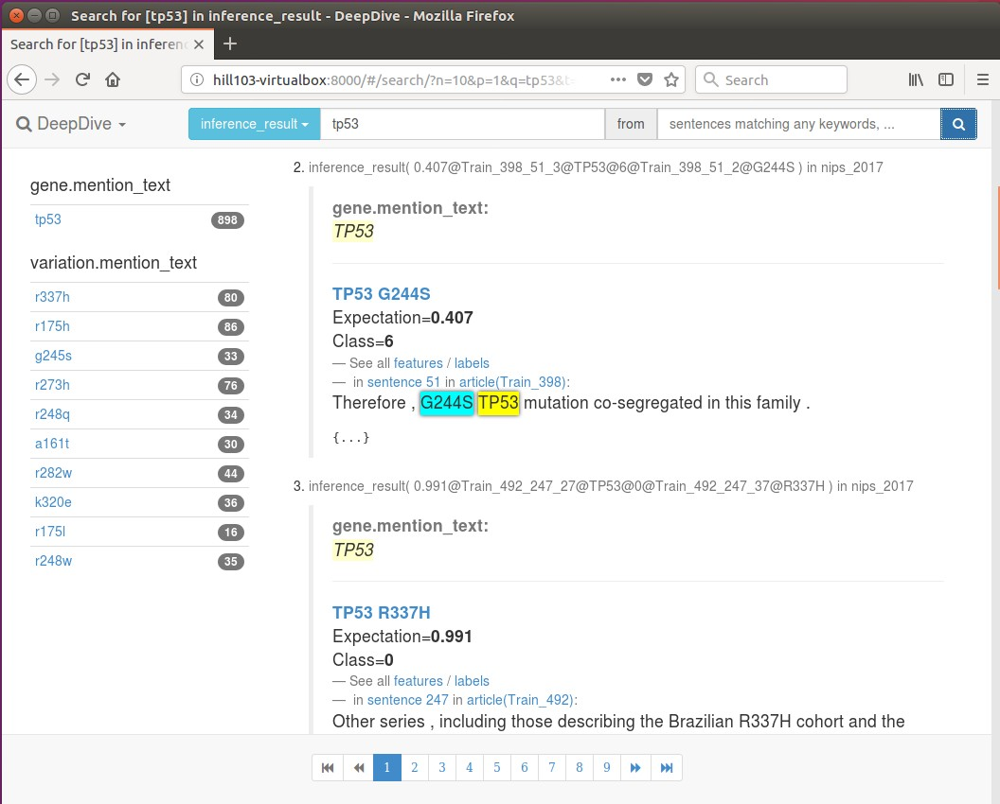 Search for [tp53] in inference_result - DeepDive - Mozilla Firefox
Search for [tp53] in inferenc
hill103-virtualbox:8000/#/search/?n=10&p=1&q=tp53&t
Search
DeepDive
inference_result
tp53
from
sentences matching any keywords, ...
gene.mention_text
tp53 898
variation.mention_text
r337h 80
r175h 86
g245s 33
r273h 76
r248q 34
a161t 30
r282w 44
k320e 36
r175l 16
r248w 35
2. inference_result( 0.407@Train_398_51_3@TP53@6@Train_398_51_2@G244S ) in nips_2017
gene.mention_text:
TP53
TP53 G244S
Expectation=0.407
Class=6
— See all features / labels
— in sentence 51 in article(Train_398):
Therefore , G244S TP53 mutation co-segregated in this family .
{...}
3. inference_result( 0.991@Train_492_247_27@TP53@0@Train_492_247_37@R337H ) in nips_2017
gene.mention_text:
TP53
TP53 R337H
Expectation=0.991
Class=0
— See all features / labels
— in sentence 247 in article(Train_492):
Other series , including those describing the Brazilian R337H cohort and the
1 2 3 4 5 6 7 8 9